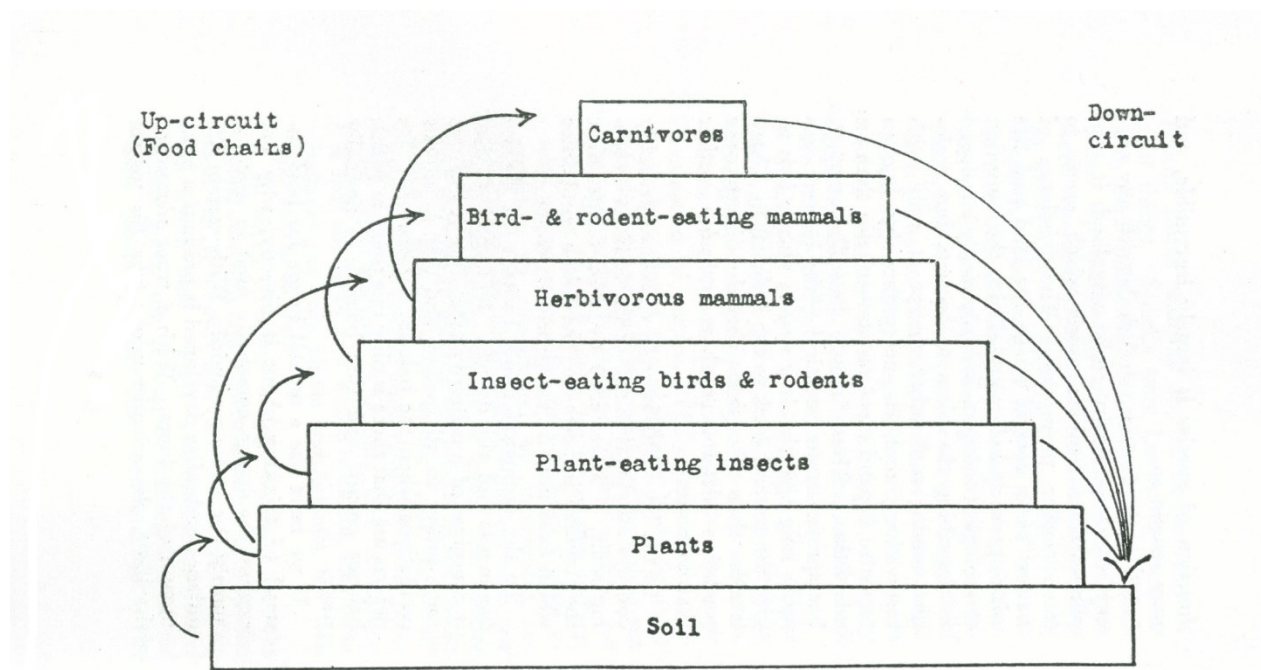 Up-circuit
(Food chains)
Down-
circuit
Carnivores
Bird- & rodent-eating mammals
Herbivorous mammals
Insect-eating birds & rodents
Plant-eating insects
Plants
Soil